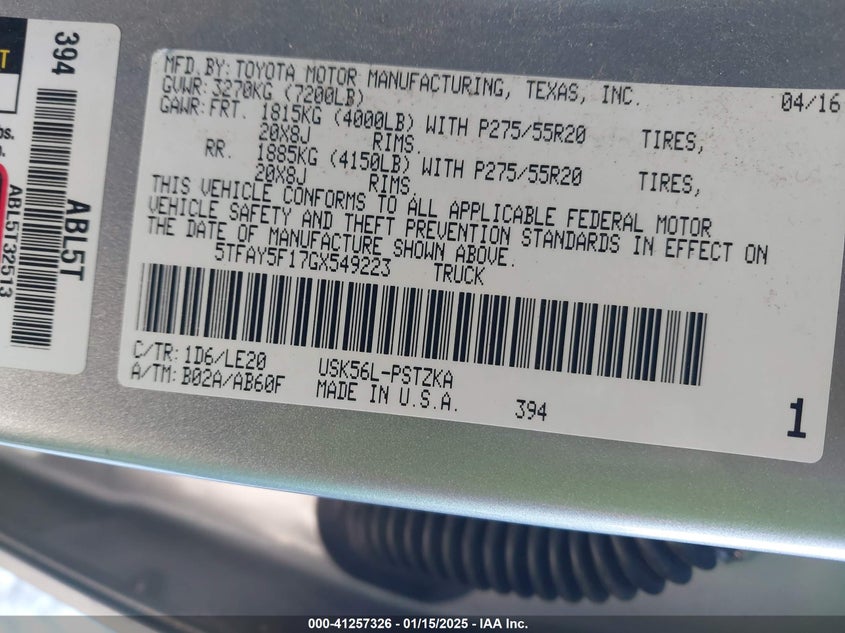 T
394
bs.
ABL5T
ABL5T32513
MFD.BY: TOYOTA MOTOR MANUFACTURING, TEXAS, INC. 04/16
GVWR: 3270KG (7200LB)
GAWR: FRT. 1815KG (4000LB) WITH P275/55R20 TIRES,
20X8J RIMS.
RR. 1885KG (4150LB) WITH P275/55R20 TIRES,
20X8J RIMS.
THIS VEHICLE CONFORMS TO ALL APPLICABLE FEDERAL MOTOR
VEHICLE SAFETY AND THEFT PREVENTION STANDARDS IN EFFECT ON
THE DATE OF MANUFACTURE SHOWN ABOVE.
5TFAY5F17GX549223 TRUCK
C/TR: 1D6/LE20 USK56L-PSTZKA
A/TM: B02A/AB60F MADE IN U.S.A. 394 1
000-41257326 - 01/15/2025 - IAA Inc.